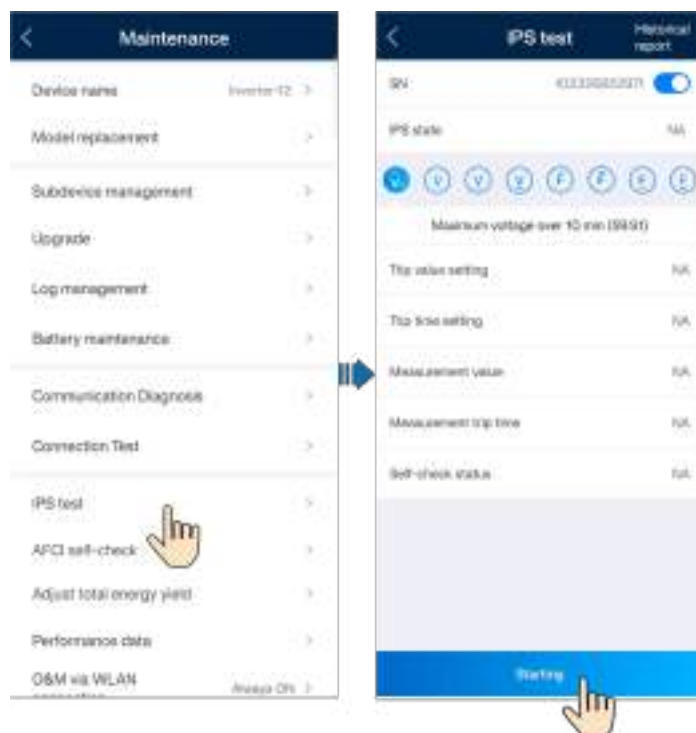 Maintenance
Device name Inverter-12
Model replacement
Subdevice management
Upgrade
Log management
Battery maintenance
Communication Diagnosis
Connection Test
IPS test
AFCI self-check
Adjust total energy yield
Performance data
O&M via WLAN Always ON
IPS test
Historical
report
SN
IPS state NA
Maximum voltage over 10 min (59.S1)
Trip value setting NA
Trip time setting NA
Measurement value NA
Measurement trip time NA
Self-check status NA
Starting